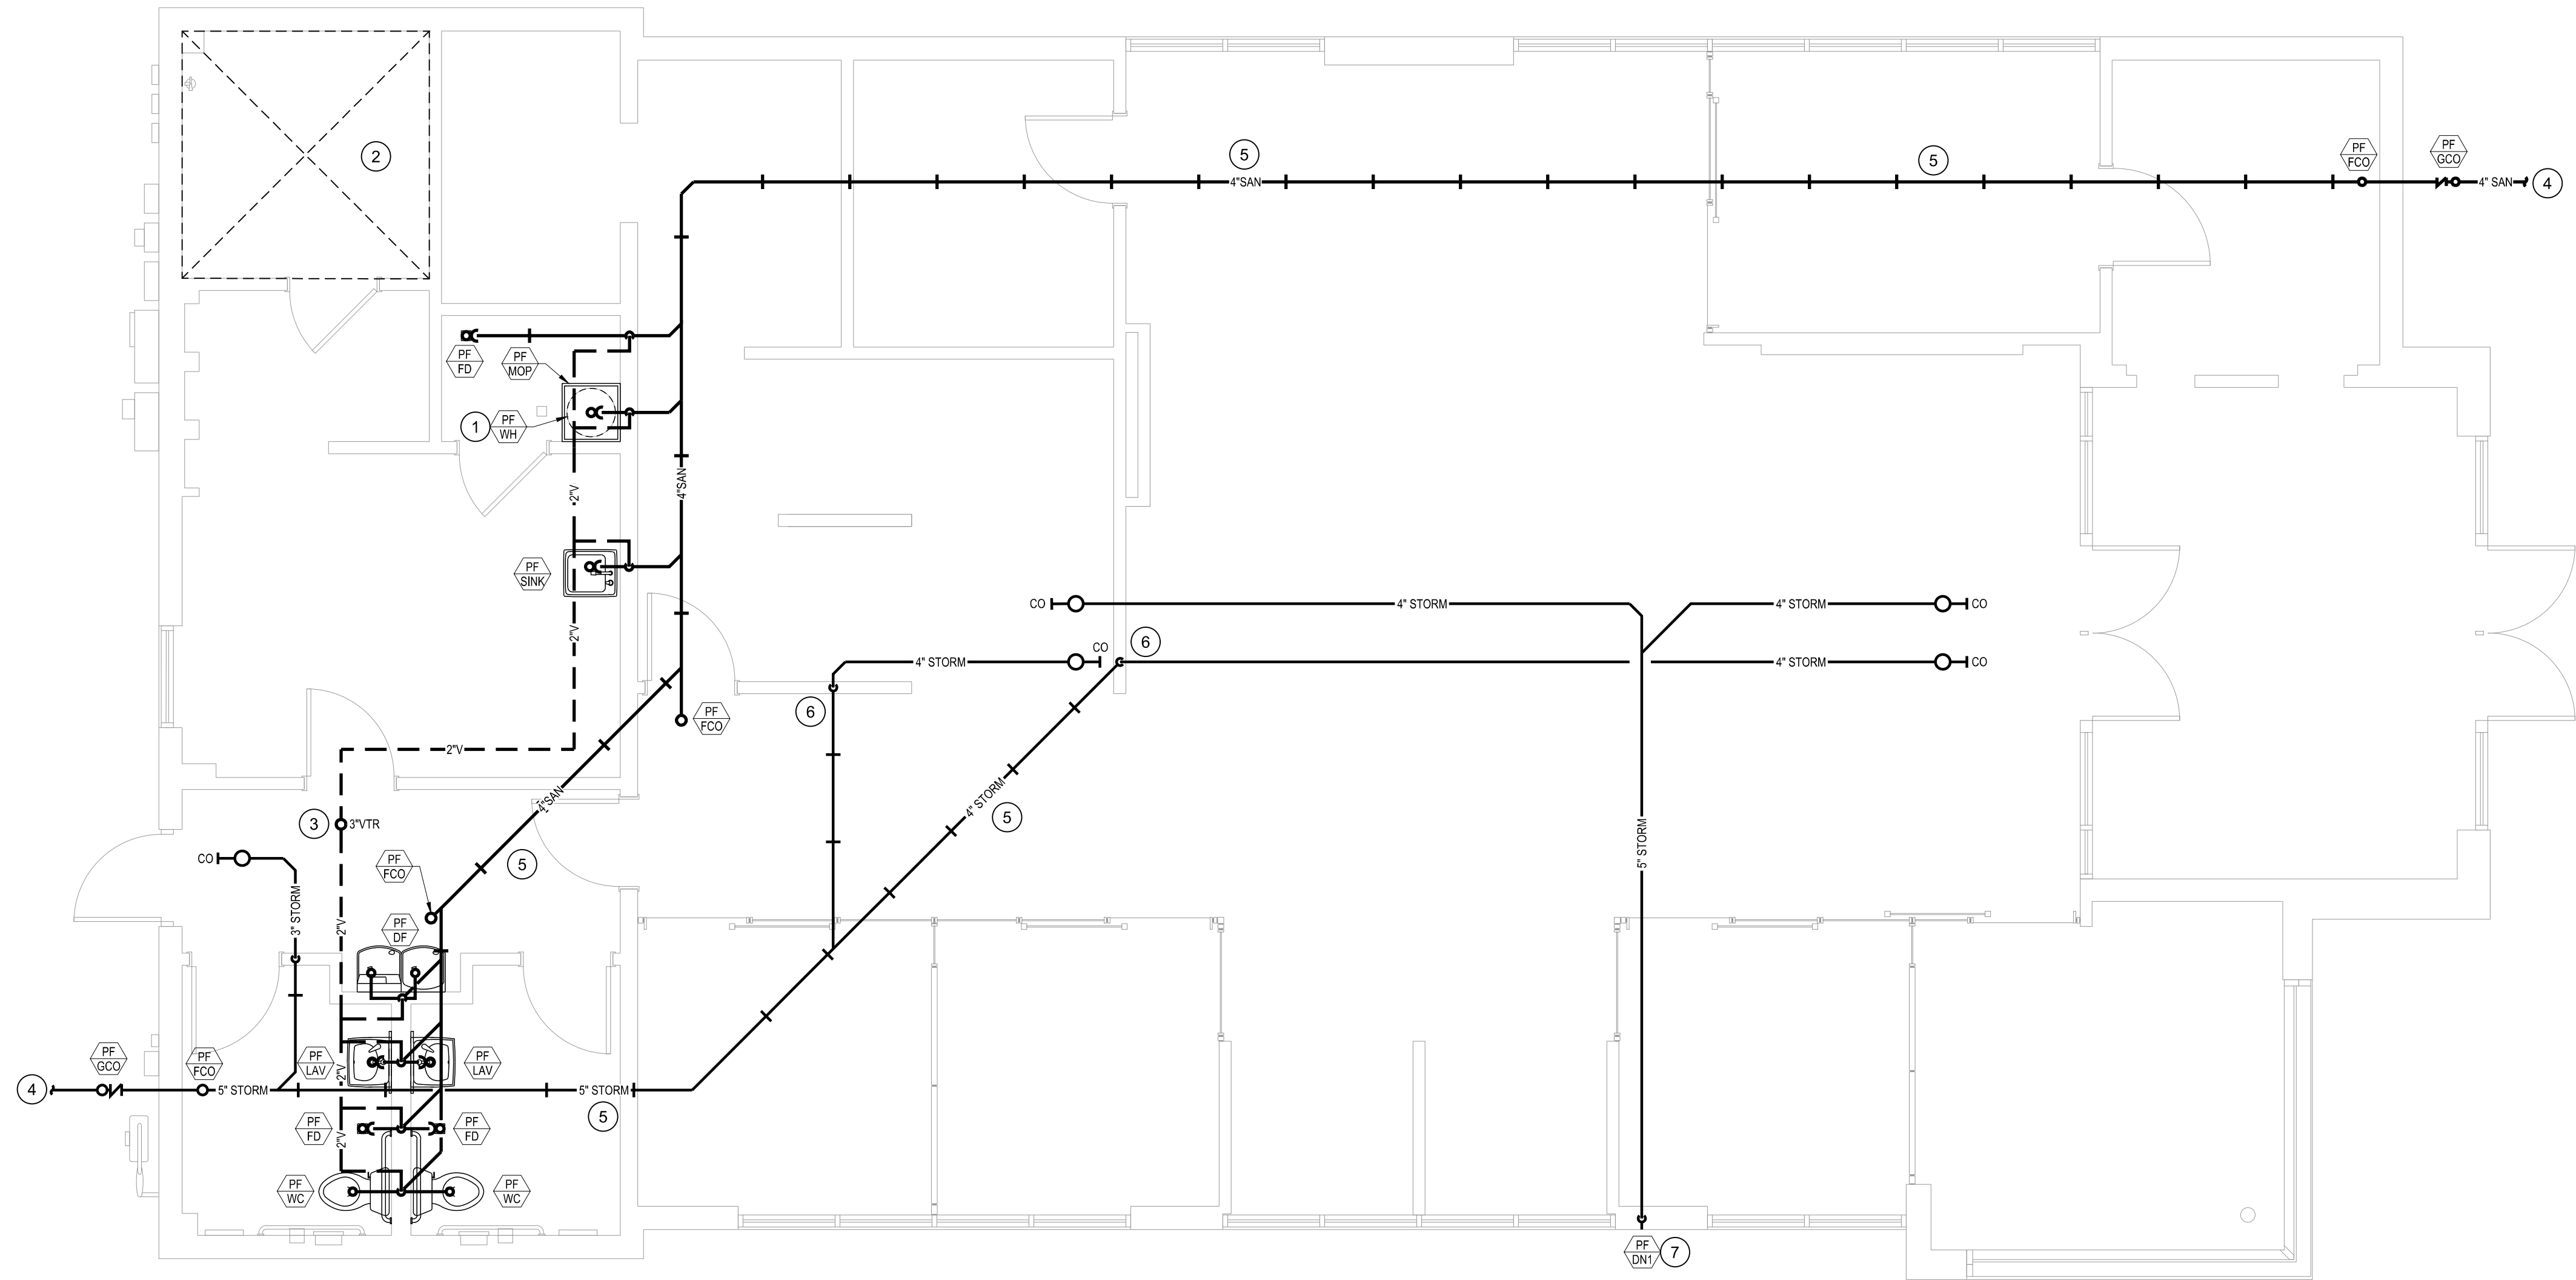 2
5
5
PF
FCO
PF
GCO
4"SAN
4" SAN
4
PF
FD
PF
MOP
1
PF
WH
4"SAN
2"V
PF
SINK
2"V
CO
4" STORM
4" STORM
CO
6
CO
4" STORM
4" STORM
CO
6
PF
FCO
2"V
4"SAN
4" STORM
5
3
3"VTR
5" STORM
CO
PF
FCO
5
3" STORM
2"V
PF
DF
PF
GCO
PF
FCO
PF
LAV
PF
LAV
2"V
4
5" STORM
5" STORM
5
PF
FD
PF
FD
2"V
PF
WC
PF
WC
PF
DN1
7